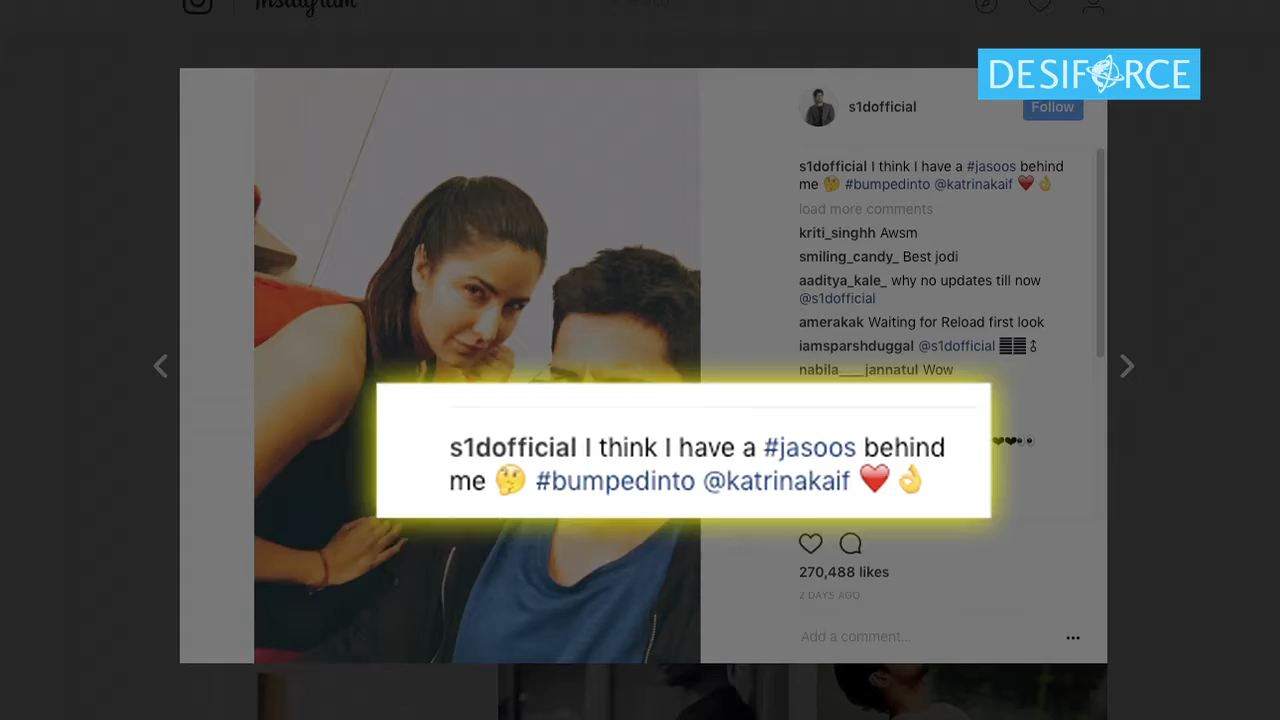 Instagram
DESIFORCE
s1dofficial
Follow
s1dofficial I think I have a #jasoos behind
me 🤔 #bumpedinto @katrinakaif ❤️👌
load more comments
kriti_singhh Awsm
smiling_candy_ Best jodi
aaditya_kale_ why no updates till now
@s1dofficial
amerakak Waiting for Reload first look
iamsparshduggal @s1dofficial
nabila___jannatul Wow
s1dofficial I think I have a #jasoos behind
me 🤔 #bumpedinto @katrinakaif ❤️👌
270,488 likes
2 DAYS AGO
Add a comment...